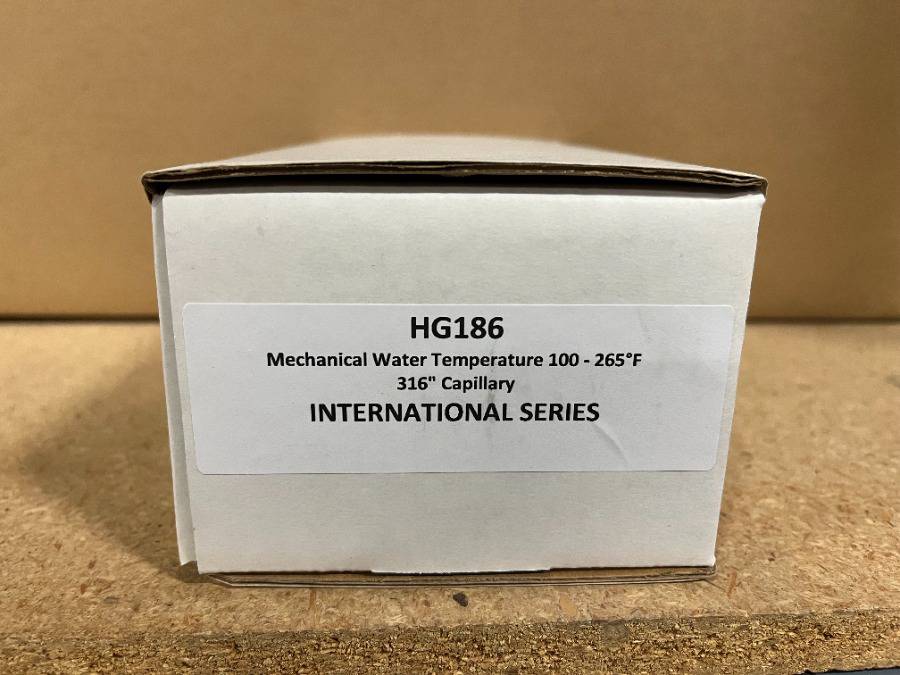 HG186
Mechanical Water Temperature 100 - 265°F
316" Capillary
INTERNATIONAL SERIES